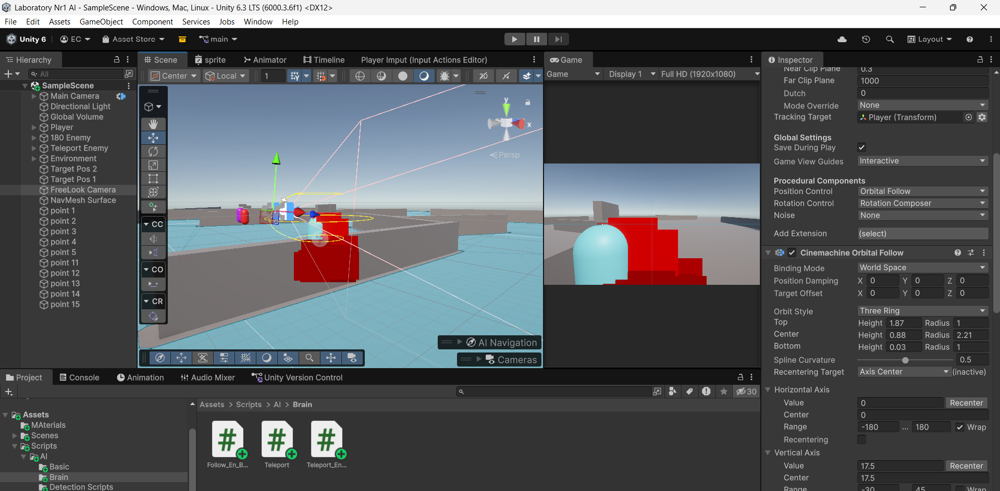 Laboratory Nr1 AI - SampleScene - Windows, Mac, Linux - Unity 6.3 LTS (6000.3.6f1) <DX12>
File Edit Assets GameObject Component Services Jobs Window Help
Unity 6 EC Asset Store main Layout
Hierarchy
All
SampleScene
Main Camera
Directional Light
Global Volume
Player
180 Enemy
Teleport Enemy
Environment
Target Pos 2
Target Pos 1
FreeLook Camera
NavMesh Surface
point 1
point 2
point 3
point 4
point 5
point 11
point 12
point 13
point 14
point 15
Scene sprite Animator Timeline Player Imput (Input Actions Editor)
Center Local 1 2D
y
x
Persp
CC
CO
CR
AI Navigation
Cameras
Game
Game Display 1 Full HD (1920x1080)
Inspector
Near Clip Plane 0.3
Far Clip Plane 1000
Dutch 0
Mode Override None
Tracking Target Player (Transform)
Global Settings
Save During Play
Game View Guides Interactive
Procedural Components
Position Control Orbital Follow
Rotation Control Rotation Composer
Noise None
Add Extension (select)
Cinemachine Orbital Follow
Binding Mode World Space
Position Damping X 0 Y 0 Z 0
Target Offset X 0 Y 0 Z 0
Orbit Style Three Ring
Top Height 1.87 Radius 1
Center Height 0.88 Radius 2.21
Bottom Height 0.03 Radius 1
Spline Curvature 0.5
Recentering Target Axis Center (inactive)
Horizontal Axis
Value 0 Recenter
Center 0
Range -180 ... 180 Wrap
Recentering
Vertical Axis
Value 17.5 Recenter
Center 17.5
Range -30 45 Wrap
Project Console Animation Audio Mixer Unity Version Control
30
Assets
MAterials
Scenes
Scripts
AI
Basic
Brain
Detection Scripts
Assets > Scripts > AI > Brain
Follow_En_B... Teleport Teleport_En...